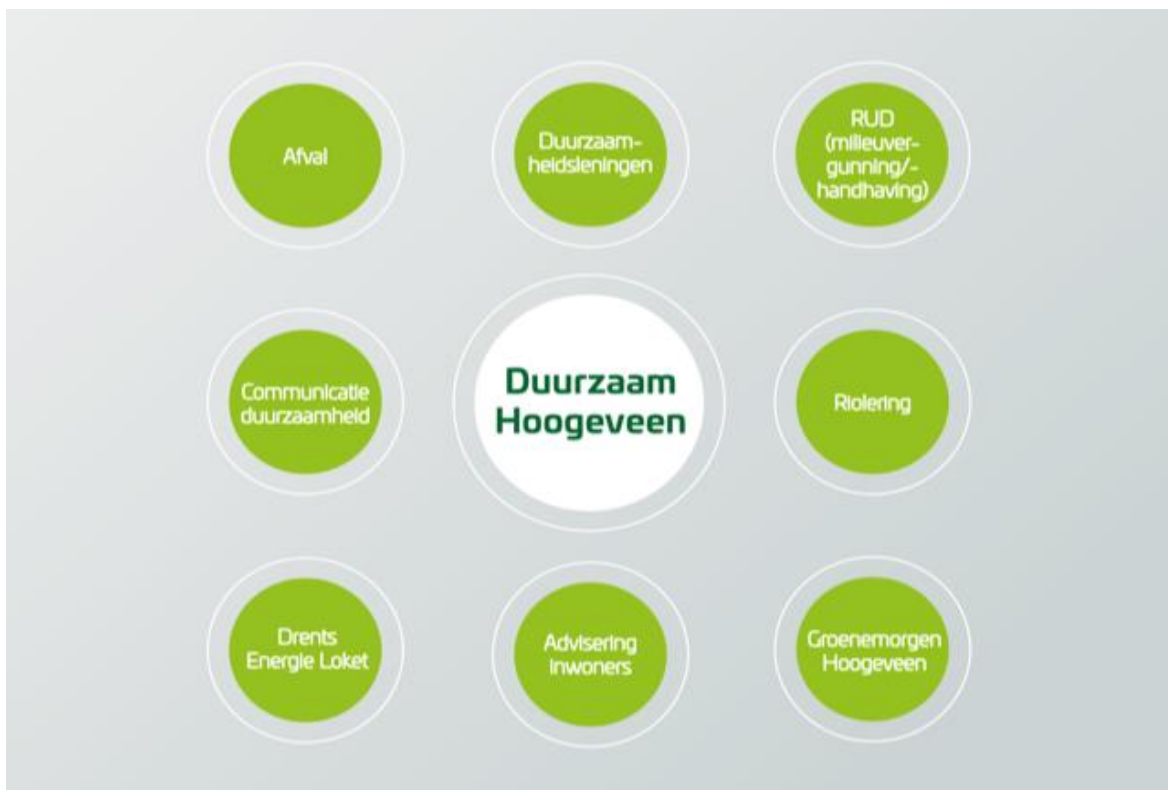 Afval
Duurzaam-
heidsleningen
RUD
(milieuver-
gunning/-
handhaving)
Communicatie
duurzaamheid
Duurzaam
Hoogeveen
Riolering
Drents
Energie Loket
Advisering
inwoners
Groenemorgen
Hoogeveen